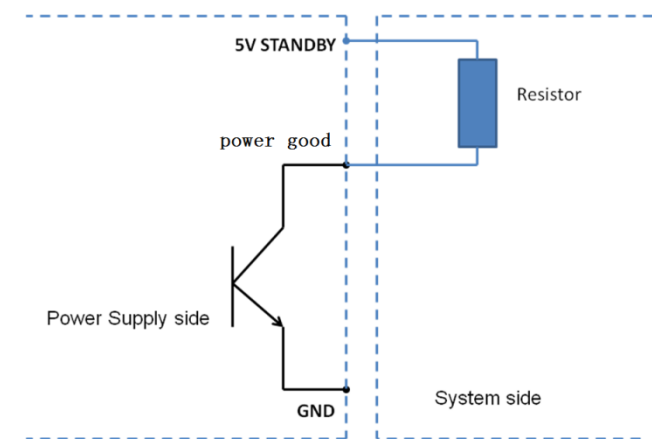 5V STANDBY
Resistor
power good
Power Supply side
System side
GND